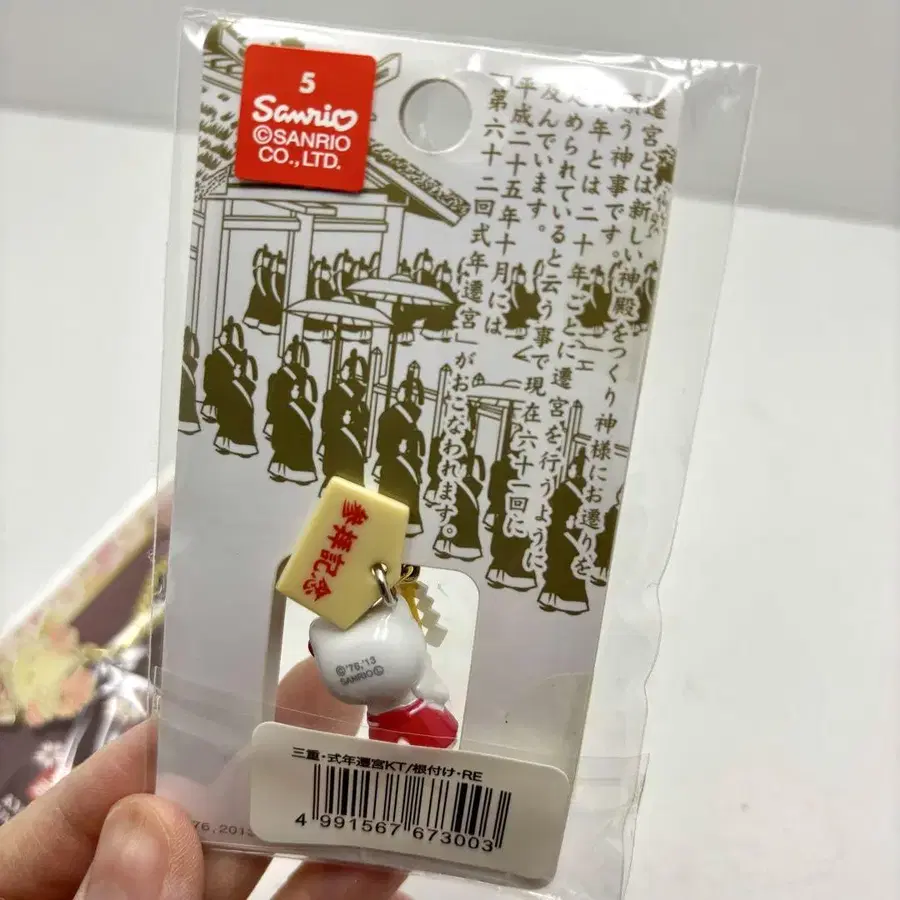 5
Sanrio
©SANRIO
CO., LTD.
遷宮とは新しい神殿をつくり神様にお遷りを
う神事です。
年とは二十年ごとに遷宮を行うように
められていると云う事で現在六十一回に
及んでいます。
平成二十五年十月には
「第六十二回式年遷宮」がおこなわれます。
参拝記念
©'76,'13
SANRIO
三重・式年遷宮KT/根付け・RE
4 991567 673003
76, 2013